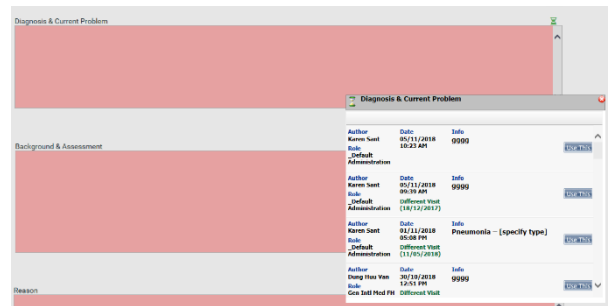 Diagnosis & Current Problem
Diagnosis & Current Problem
Author Date Info
Karen Sant 05/11/2018 gggg
10:23 AM
Role
_Default
Administration
Use This
Background & Assessment
Author Date Info
Karen Sant 05/11/2018 gggg
09:39 AM
Role
_Default Different Visit
Administration (18/12/2017)
Use This
Author Date Info
Karen Sant 01/11/2018 Pneumonia – [specify type]
05:08 PM
Role
_Default Different Visit
Administration (11/05/2018)
Use This
Author Date Info
Dung Huu Van 30/10/2018 gggg
12:51 PM
Role
Gen Intl Med FH Different Visit
Use This
Reason